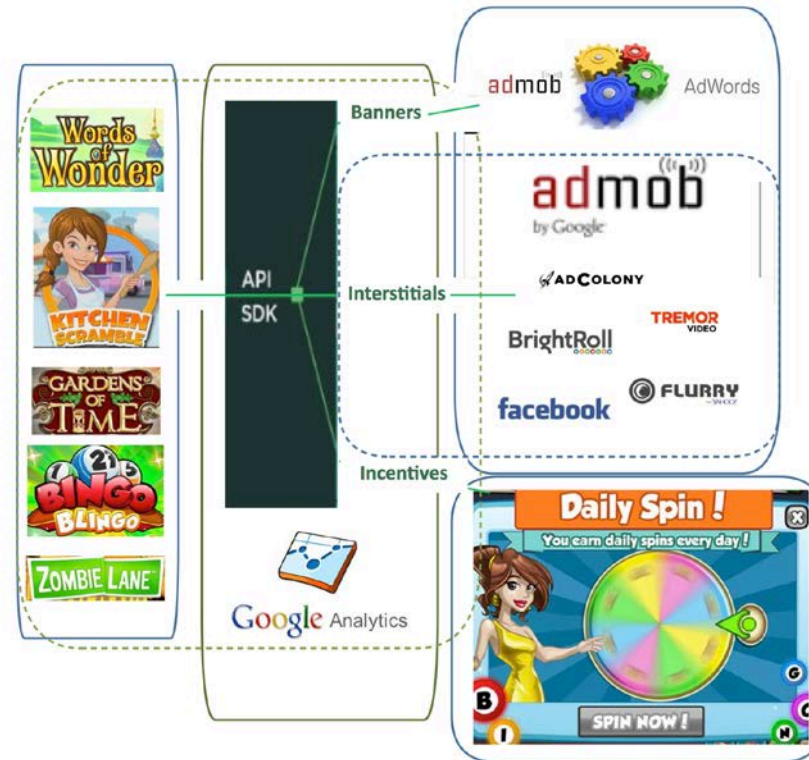 Words
of
Wonder
KITCHEN
SCRAMBLE
GARDENS
OF
TIME
BINGO
BLINGO
ZOMBIE LANE
API
SDK
Google Analytics
Banners
Interstitials
Incentives
admob
AdWords
admob
by Google
ADCOLONY
BrightRoll
TREMOR
VIDEO
facebook
FLURRY
Daily Spin!
X
You earn daily spins every day!
SPIN NOW!
B
I
N
G